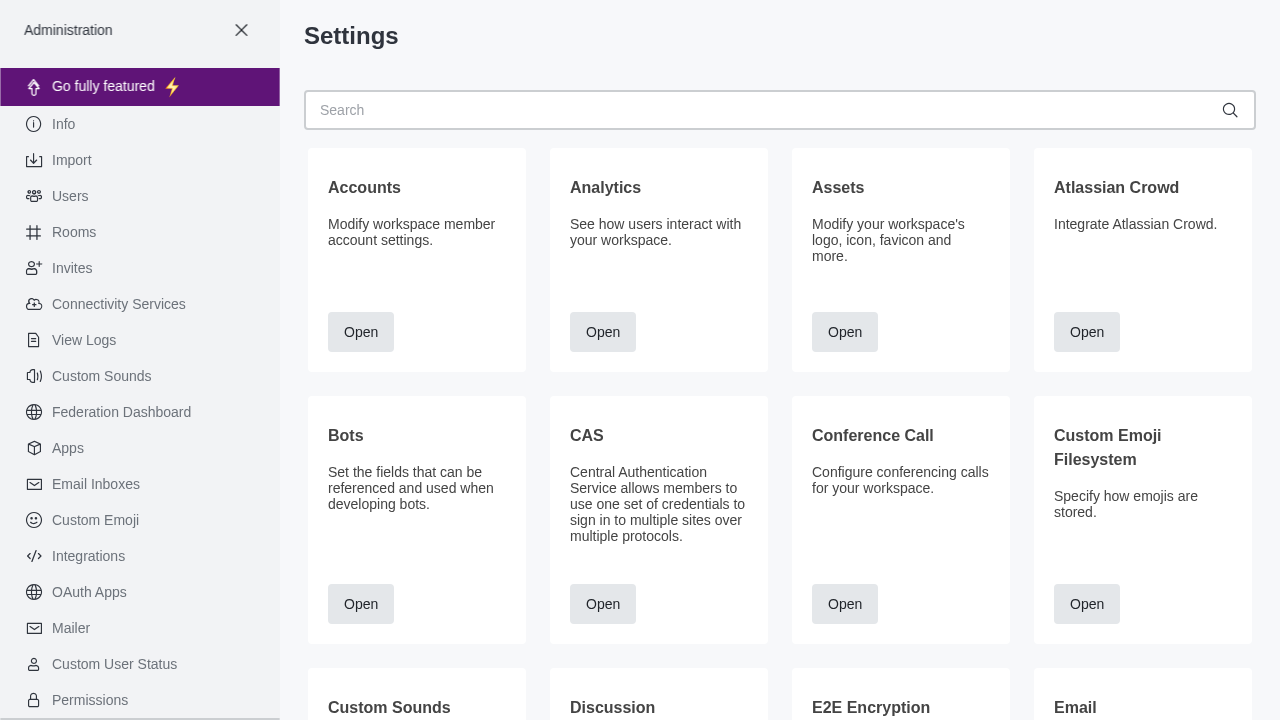 Administration
Go fully featured ⚡
Info
Import
Users
Rooms
Invites
Connectivity Services
View Logs
Custom Sounds
Federation Dashboard
Apps
Email Inboxes
Custom Emoji
Integrations
OAuth Apps
Mailer
Custom User Status
Permissions
Settings
Search
Accounts
Modify workspace member
account settings.
Open
Analytics
See how users interact with
your workspace.
Open
Assets
Modify your workspace's
logo, icon, favicon and
more.
Open
Atlassian Crowd
Integrate Atlassian Crowd.
Open
Bots
Set the fields that can be
referenced and used when
developing bots.
Open
CAS
Central Authentication
Service allows members to
use one set of credentials to
sign in to multiple sites over
multiple protocols.
Open
Conference Call
Configure conferencing calls
for your workspace.
Open
Custom Emoji
Filesystem
Specify how emojis are
stored.
Open
Custom Sounds
Discussion
E2E Encryption
Email